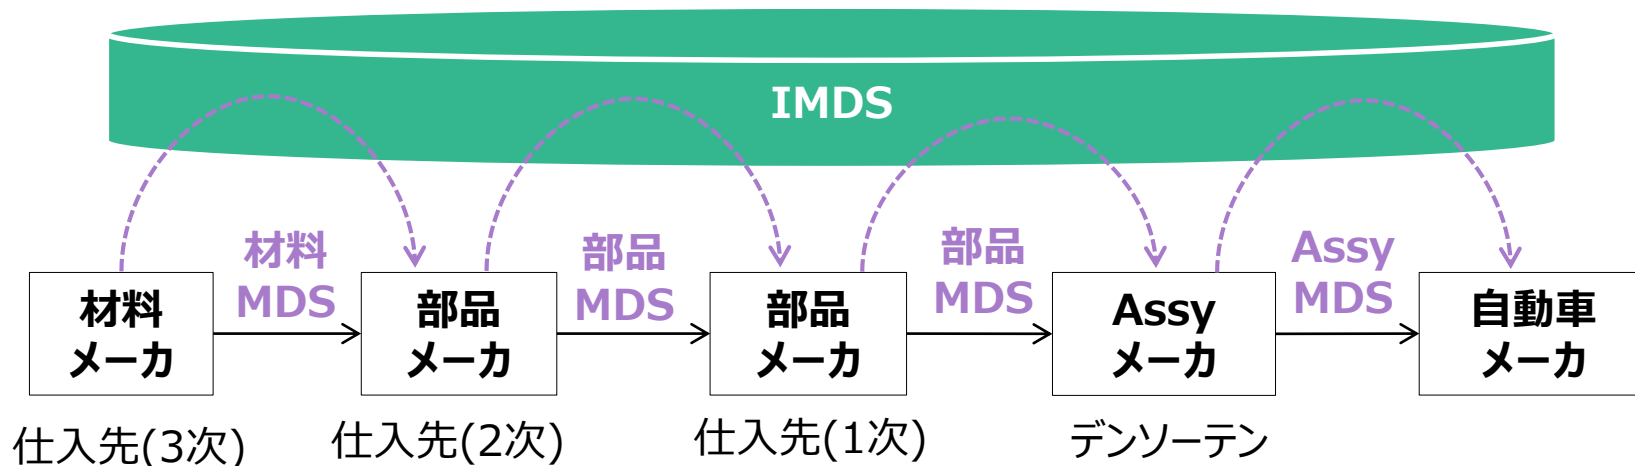 IMDS
材料
MDS
部品
MDS
部品
MDS
Assy
MDS
材料
メーカ
部品
メーカ
部品
メーカ
Assy
メーカ
自動車
メーカ
仕入先(3次)
仕入先(2次)
仕入先(1次)
デンソーテン